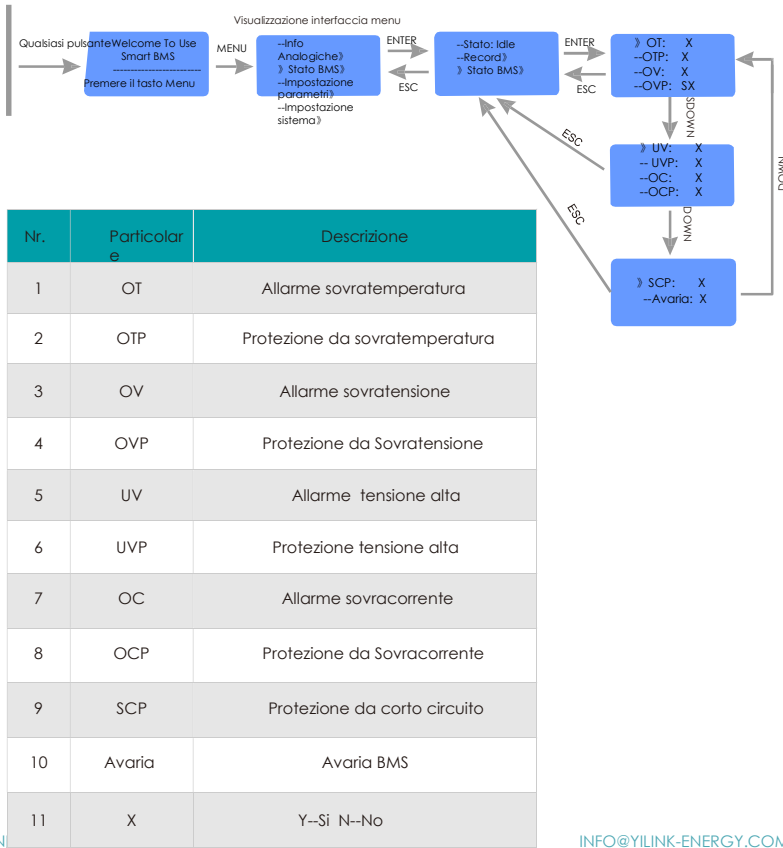 Visualizzazione interfaccia menu
Qualsiasi pulsante
Welcome To Use
Smart BMS
-------------------------
Premere il tasto Menu
MENU
--Info
Analogiche》
》Stato BMS》
--Impostazione
parametri》
--Impostazione
sistema》
ENTER
ESC
--Stato: Idle
--Record》
》Stato BMS》
ENTER
ESC
》OT: X
--OTP: X
--OV: X
--OVP: SX
SDOWN
ESC
》UV: X
-- UVP: X
--OC: X
--OCP: X
DOWN
ESC
DOWN
》SCP: X
--Avaria: X
Nr. Particolar
e Descrizione
1 OT Allarme sovratemperatura
2 OTP Protezione da sovratemperatura
3 OV Allarme sovratensione
4 OVP Protezione da Sovratensione
5 UV Allarme tensione alta
6 UVP Protezione tensione alta
7 OC Allarme sovracorrente
8 OCP Protezione da Sovracorrente
9 SCP Protezione da corto circuito
10 Avaria Avaria BMS
11 X Y--Si N--No
INFO@YILINK-ENERGY.COM